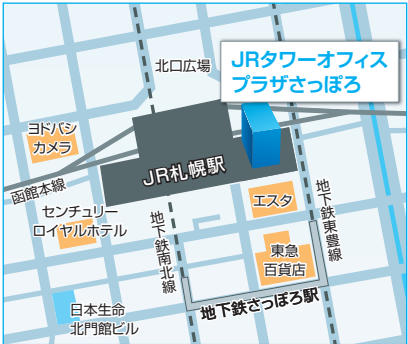 北口広場
JRタワーオフィス
プラザさっぽろ
ヨドバシ
カメラ
JR札幌駅
函館本線
エスタ
センチュリー
ロイヤルホテル
地下鉄南北線
地下鉄東豊線
東急
百貨店
地下鉄さっぽろ駅
日本生命
北門館ビル